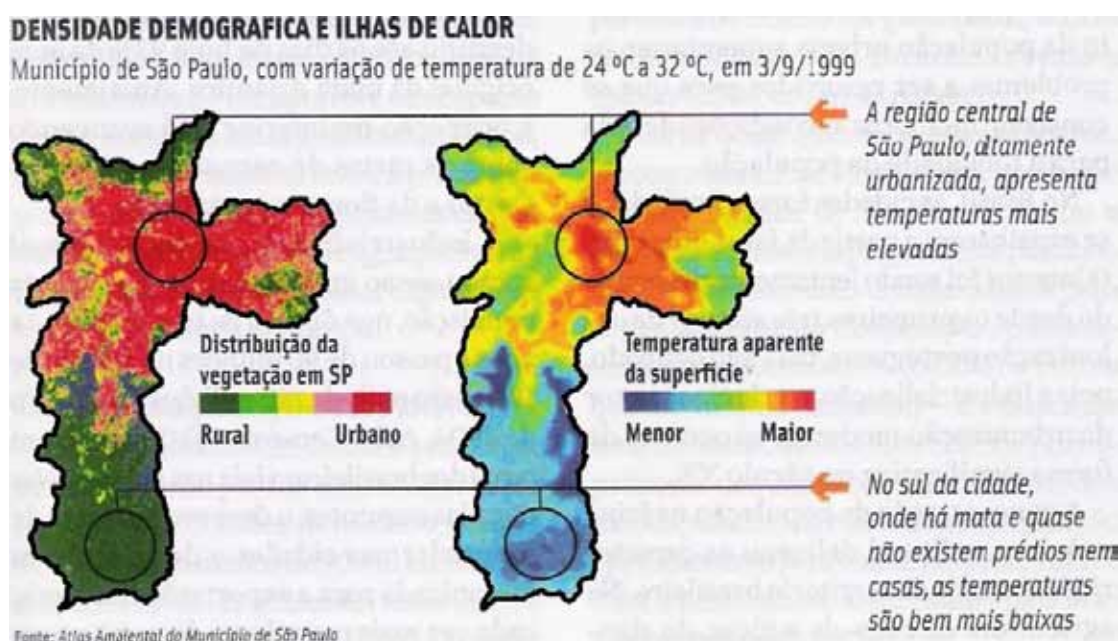 DENSIDADE DEMOGRAFICA E ILHAS DE CALOR
Município de São Paulo, com variação de temperatura de 24 °C a 32 °C, em 3/9/1999
A região central de
São Paulo, altamente
urbanizada, apresenta
temperaturas mais
elevadas
Distribuição da
vegetação em SP
Rural Urbano
Temperatura aparente
da superfície
Menor Maior
No sul da cidade,
onde há mata e quase
não existem prédios nem
casas, as temperaturas
são bem mais baixas
Fonte: Atlas Ambiental do Município de São Paulo